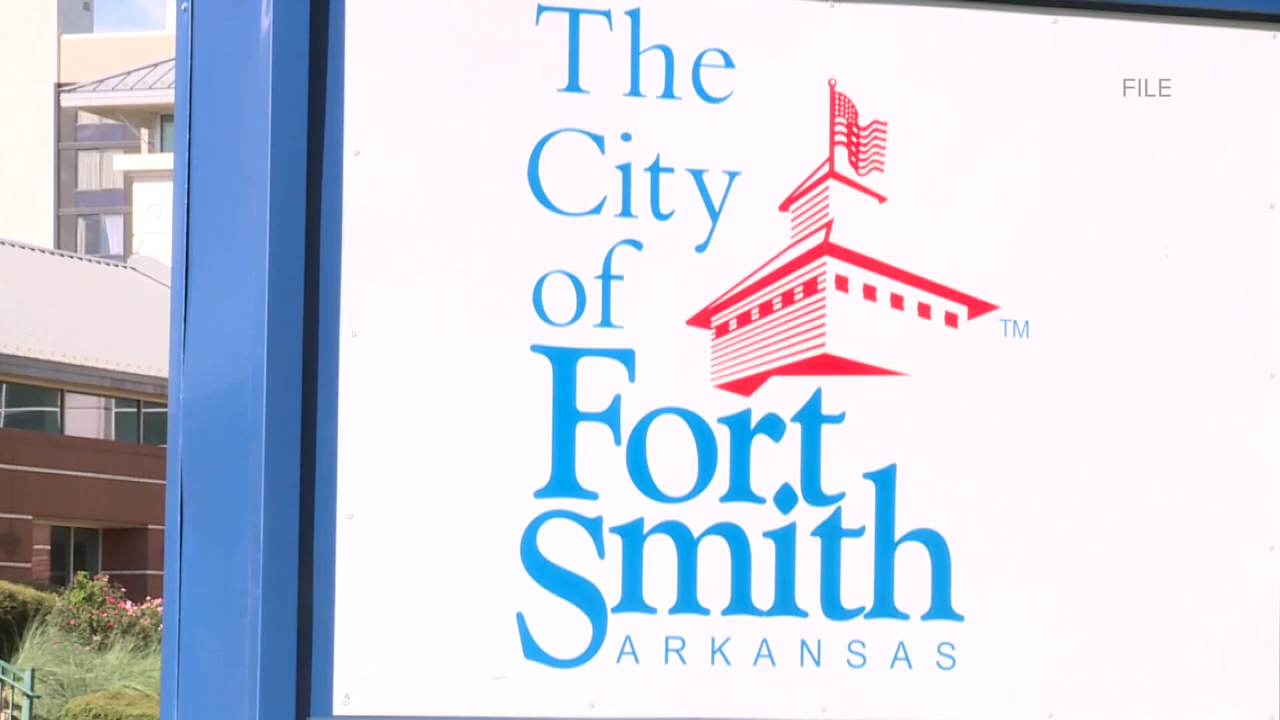 The
FILE
City
of
TM
Fort
Smith
ARKANSAS